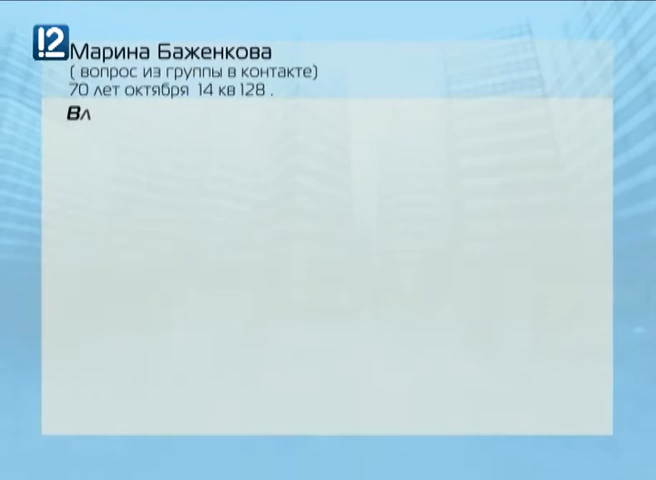 12
Марина Баженкова
( вопрос из группы в контакте)
70 лет октября 14 кв 128 .
Вл